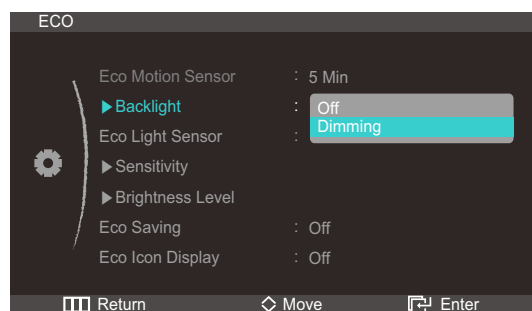 ECO
Eco Motion Sensor : 5 Min
▶Backlight : Off
Dimming
Eco Light Sensor :
▶Sensitivity
▶Brightness Level
Eco Saving : Off
Eco Icon Display : Off
Return Move Enter